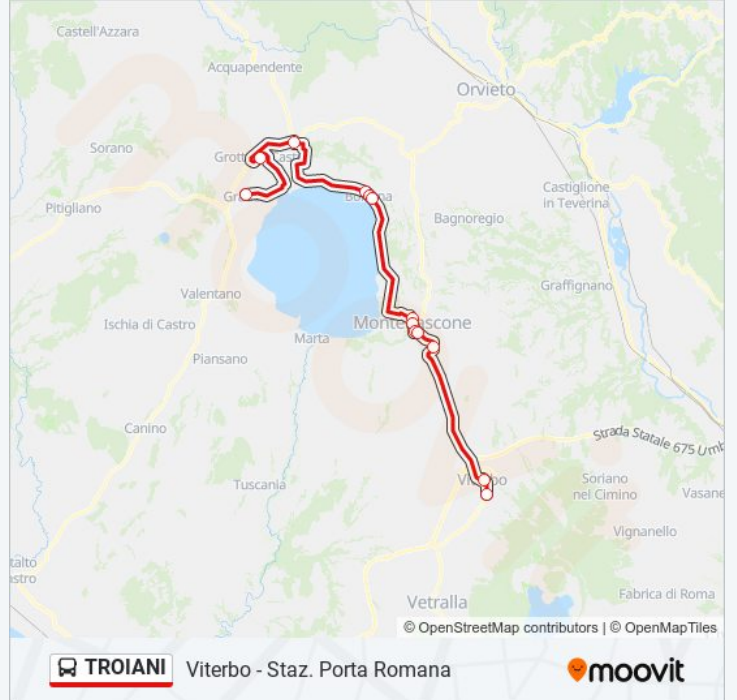 Castell'Azzara
Acquapendente
Orvieto
Sorano
Castiglione
in Teverina
Pitigliano
Bagnoregio
Graffignano
Valentano
Ischia di Castro
Marta
Piansano
Canino
Strada Statale 675 Umb
Tuscania
Soriano
nel Cimino
Vasane
Vignanello
Fabrica di Roma
Vetralla
© OpenStreetMap contributors | © OpenMapTiles
TROIANI
Viterbo - Staz. Porta Romana
moovit